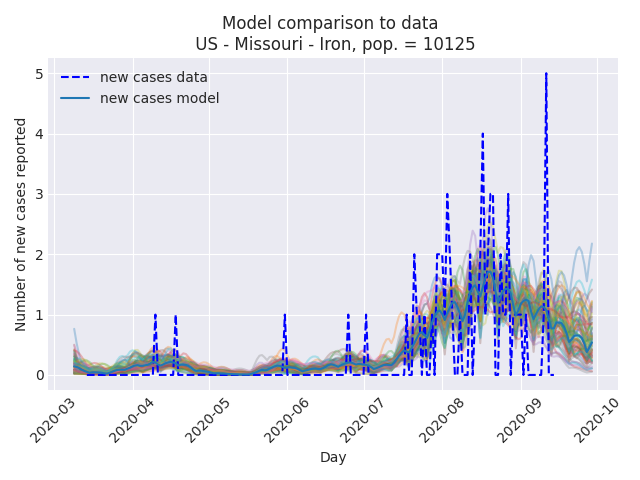 Model comparison to data
US - Missouri - Iron, pop. = 10125
new cases data
new cases model
Number of new cases reported
5
4
3
2
1
0
2020-03
2020-04
2020-05
2020-06
2020-07
2020-08
2020-09
2020-10
Day